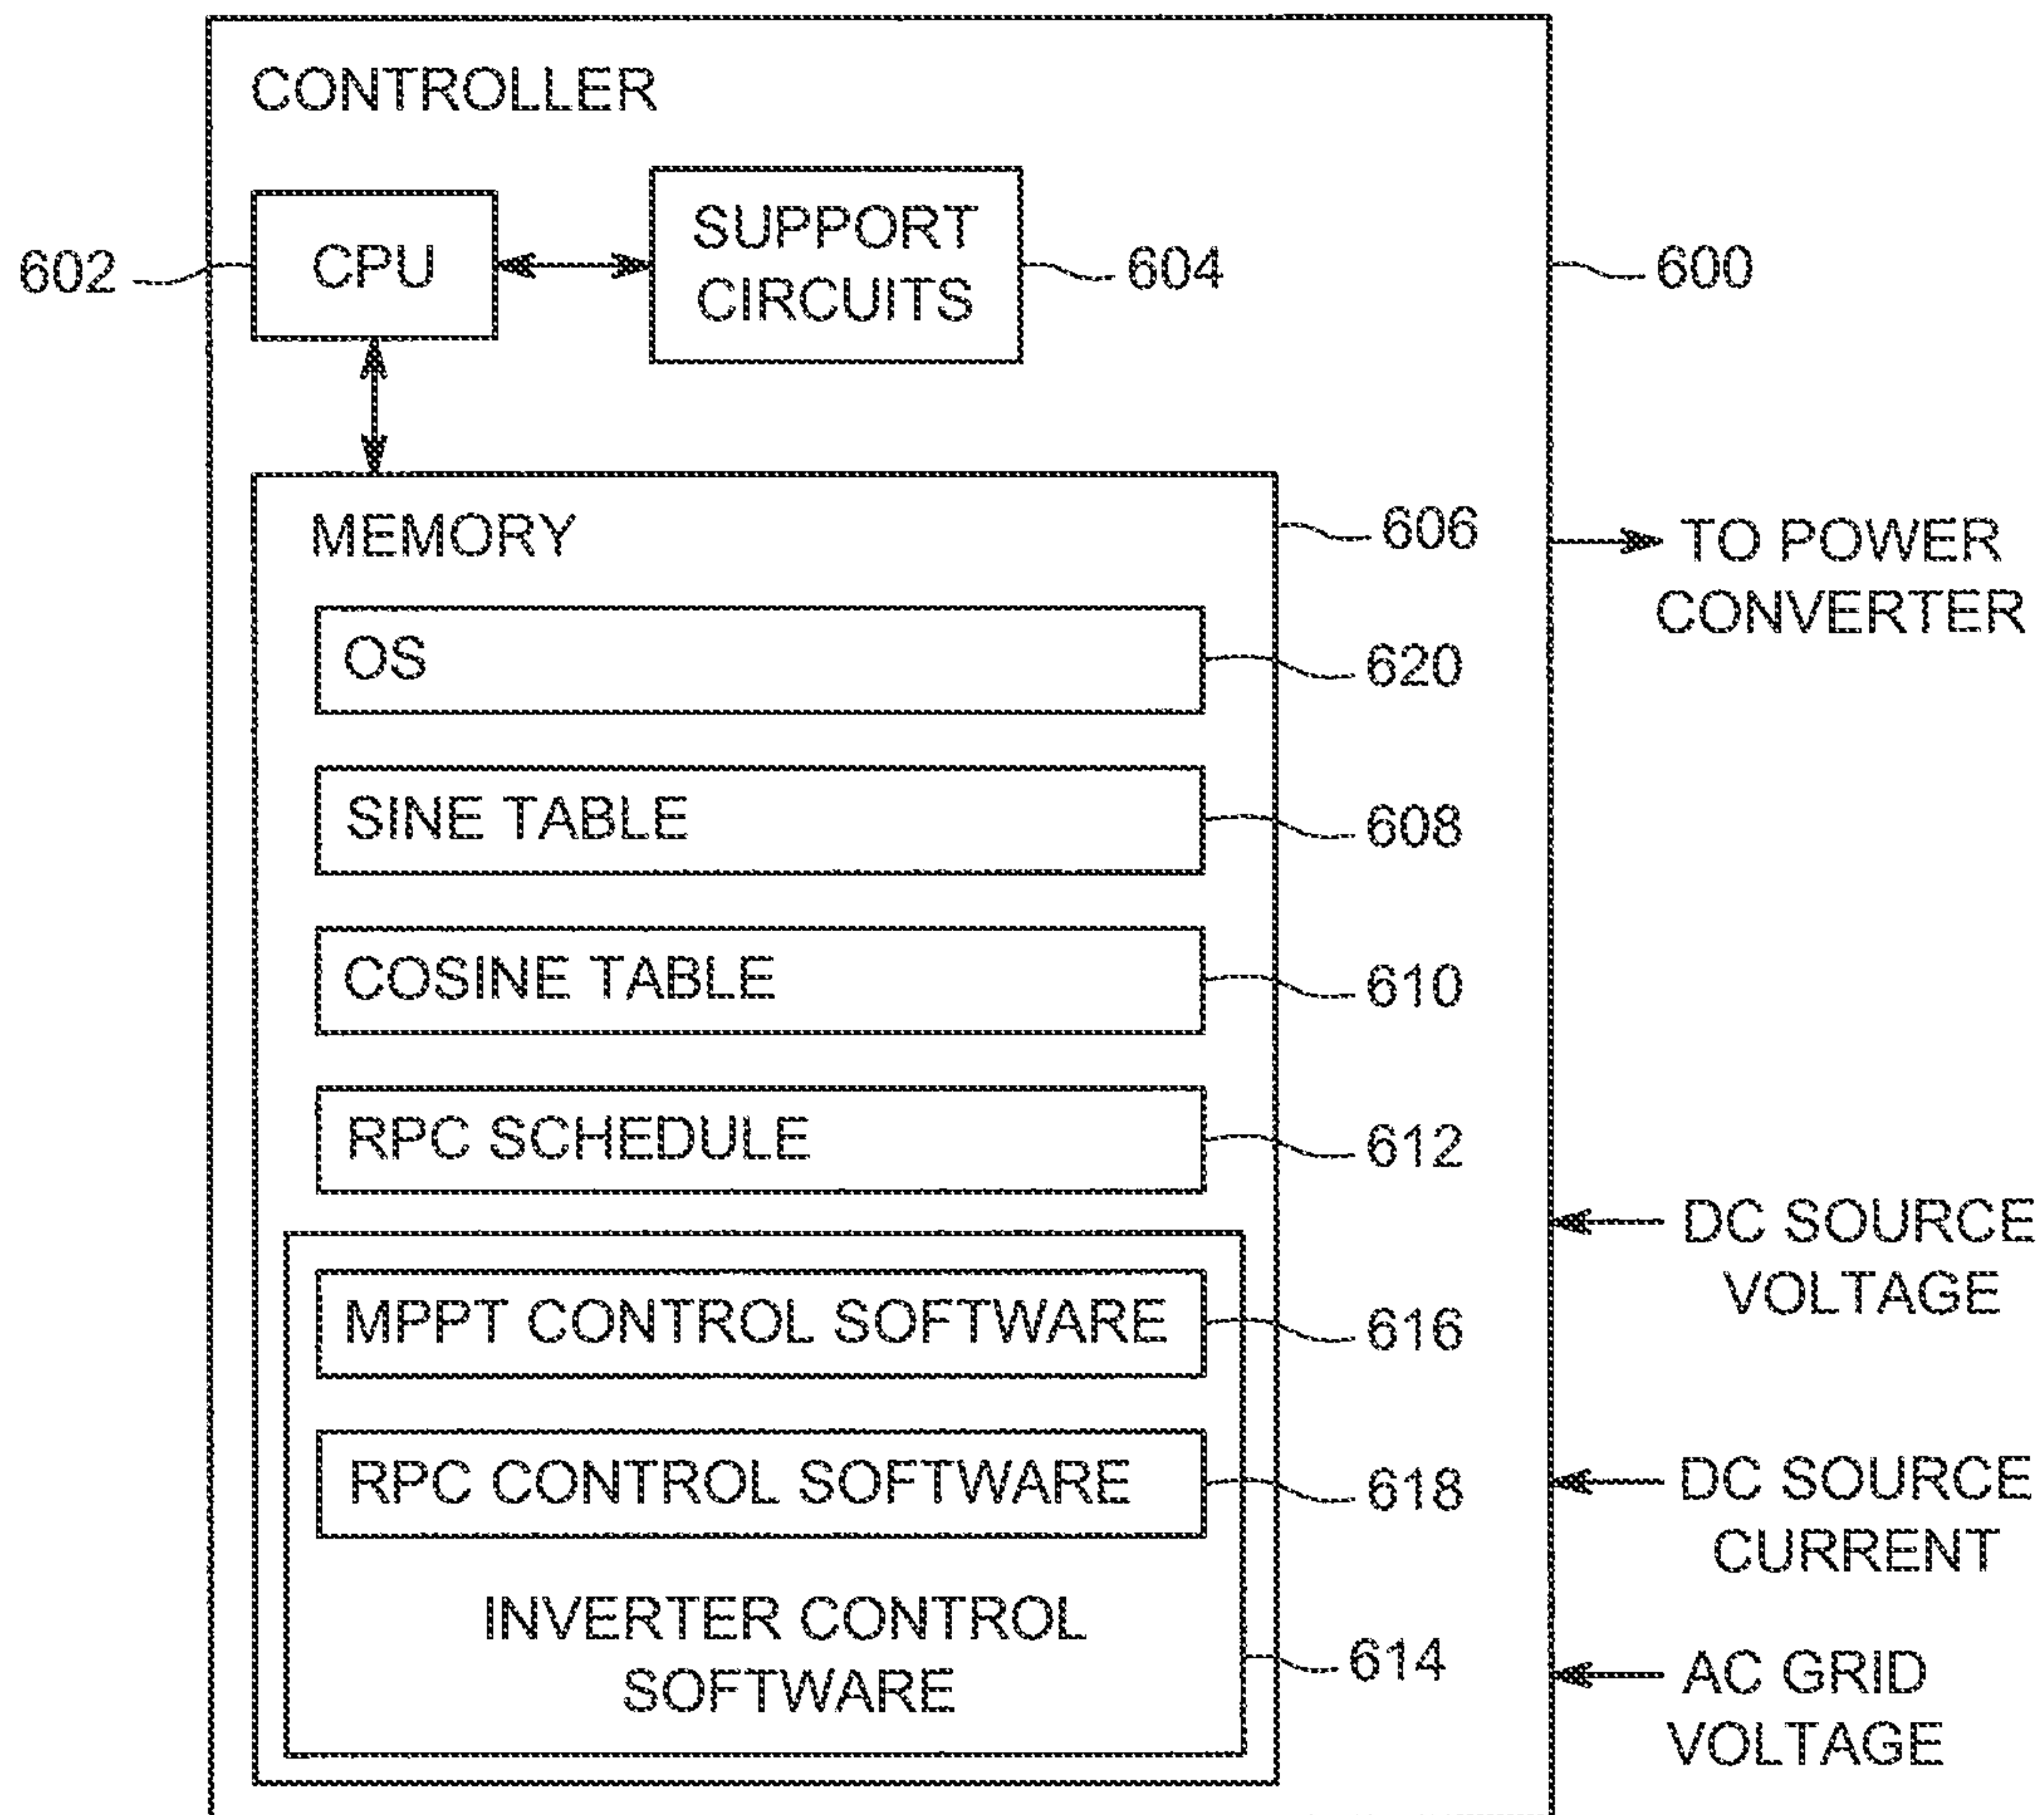 CONTROLLER
602
CPU
SUPPORT
CIRCUITS
604
600
MEMORY
606
TO POWER
CONVERTER
OS
620
SINE TABLE
608
COSINE TABLE
610
RPC SCHEDULE
612
DC SOURCE
VOLTAGE
MPPT CONTROL SOFTWARE
616
RPC CONTROL SOFTWARE
618
DC SOURCE
CURRENT
INVERTER CONTROL
SOFTWARE
614
AC GRID
VOLTAGE